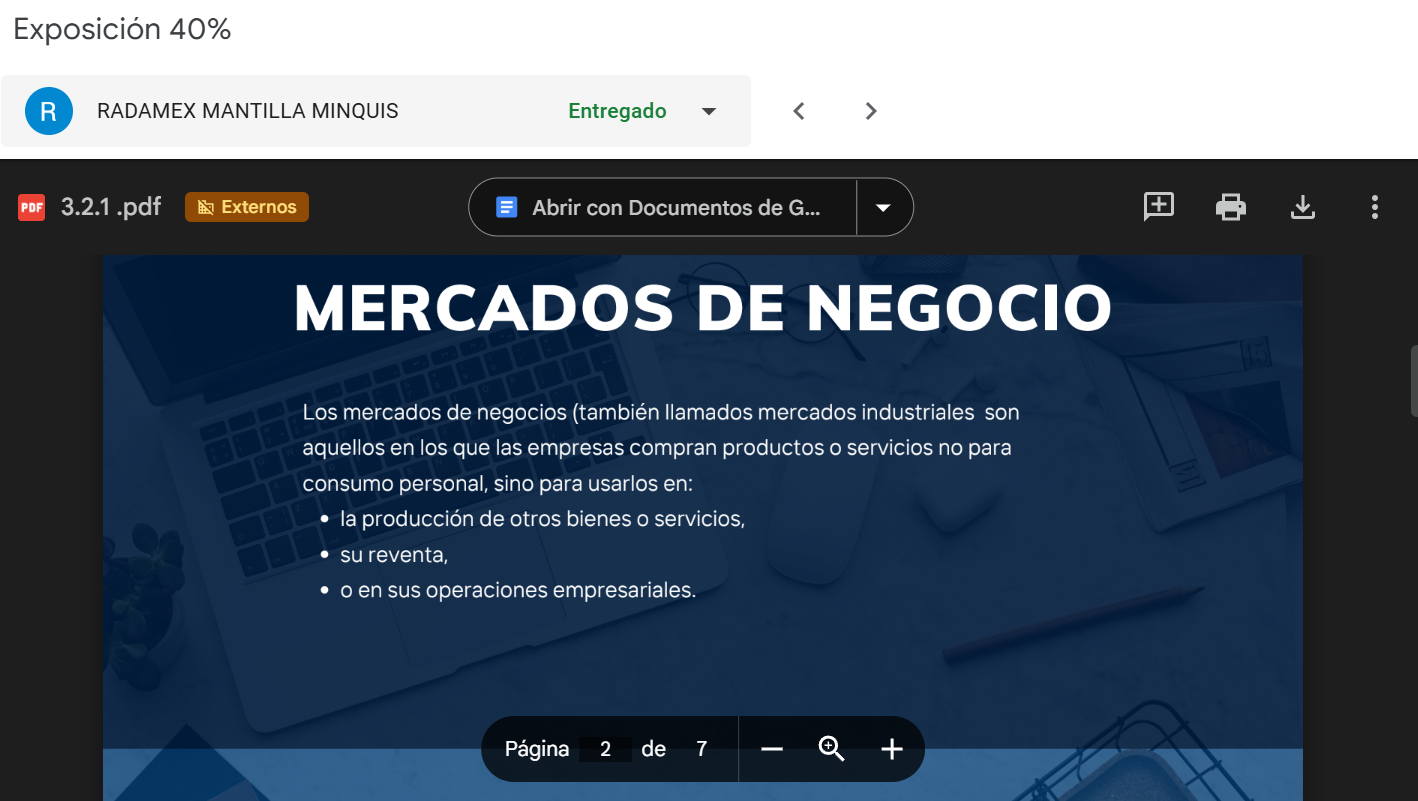 Exposición 40%
R RADAMEX MANTILLA MINQUIS Entregado
PDF 3.2.1 .pdf Externos Abrir con Documentos de G...
MERCADOS DE NEGOCIO
Los mercados de negocios (también llamados mercados industriales  son
aquellos en los que las empresas compran productos o servicios no para
consumo personal, sino para usarlos en:
• la producción de otros bienes o servicios,
• su reventa,
• o en sus operaciones empresariales.
Página 2 de 7